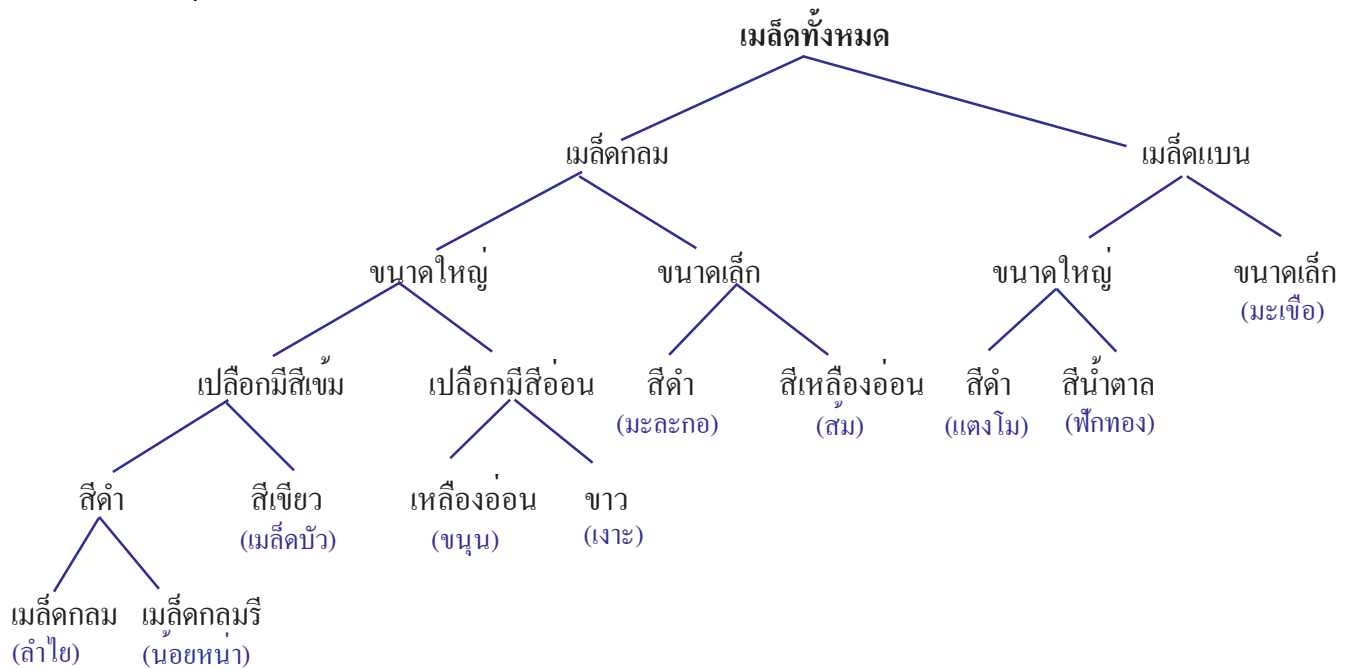 เมล็ดทั้งหมด
เมล็ดกลม เมล็ดแบน
ขนาดใหญ่ ขนาดเล็ก ขนาดใหญ่ ขนาดเล็ก
(มะเขือ)
เปลือกมีสีเข้ม เปลือกมีสีอ่อน สีดำ สีเหลืองอ่อน สีดำ สีน้ำตาล
(มะละกอ) (ส้ม) (แตงโม) (ฟักทอง)
สีดำ สีเขียว เหลืองอ่อน ขาว
(เมล็ดบัว) (ขนุน) (เงาะ)
เมล็ดกลม เมล็ดกลมรี
(ลำไย) (น้อยหน่า)